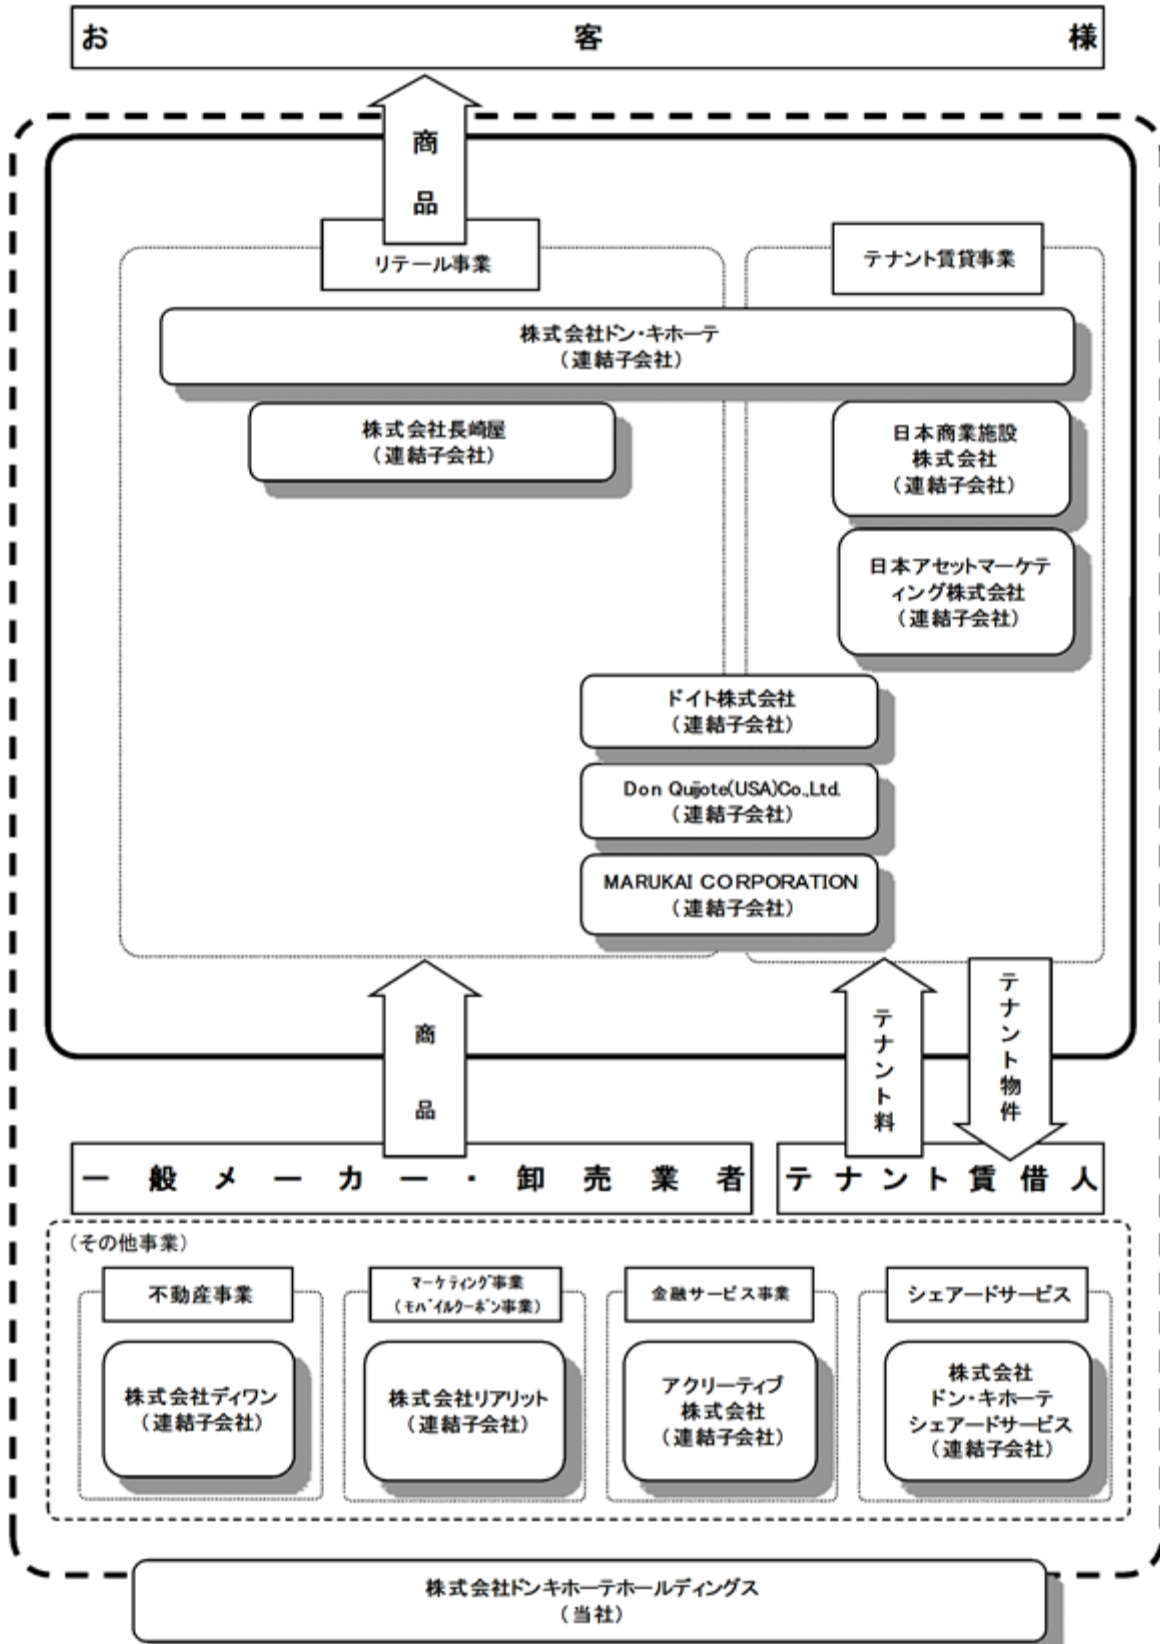 お客様
商品
リテール事業
テナント賃貸事業
株式会社ドン・キホーテ
（連結子会社）
株式会社長崎屋
（連結子会社）
日本商業施設
株式会社
（連結子会社）
日本アセットマーケテ
ィング株式会社
（連結子会社）
ドイト株式会社
（連結子会社）
Don Quijote(USA)Co.,Ltd.
（連結子会社）
MARUKAI CORPORATION
（連結子会社）
商品
テナント料
テナント物件
一般メーカー・卸売業者
テナント賃借人
（その他事業）
不動産事業
株式会社ディワン
（連結子会社）
マーケティング事業
（モバイルクーポン事業）
株式会社リアリット
（連結子会社）
金融サービス事業
アクリーティブ
株式会社
（連結子会社）
シェアードサービス
株式会社
ドン・キホーテ
シェアードサービス
（連結子会社）
株式会社ドンキホーテホールディングス
（当社）